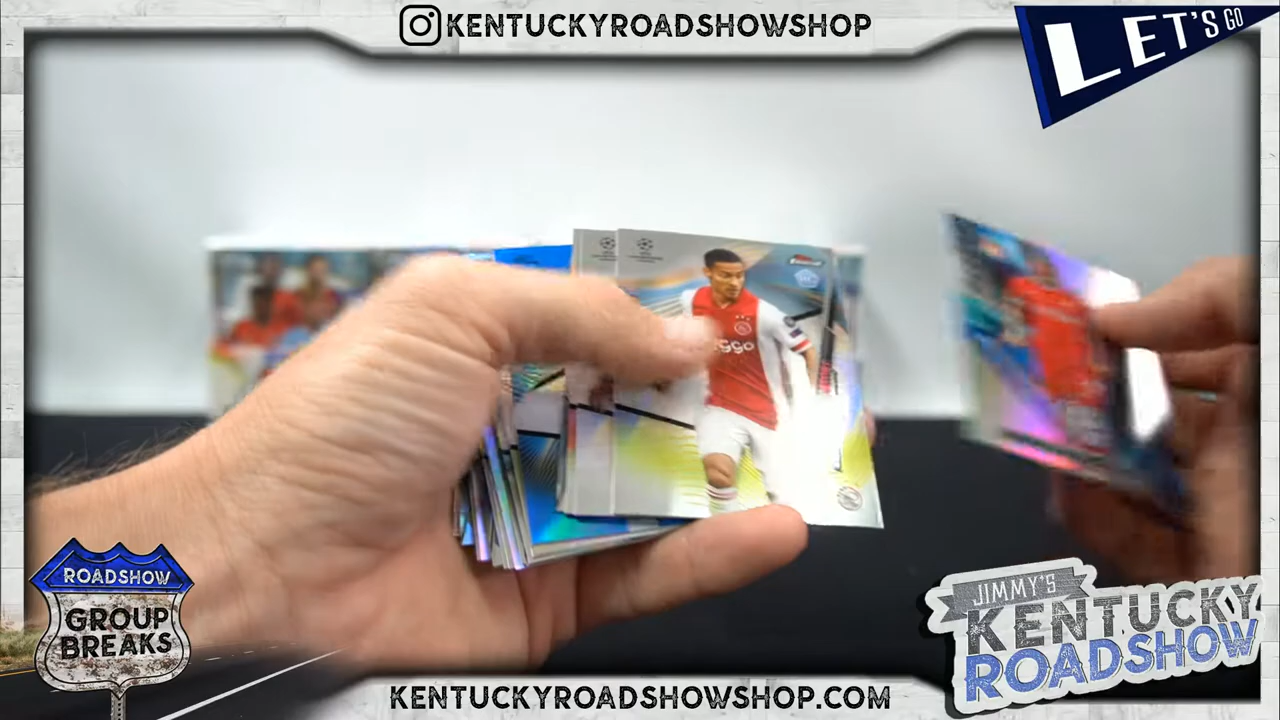 KENTUCKYROADSHOWSHOP
LET'S GO
ROADSHOW
GROUP
BREAKS
JIMMY'S
KENTUCKY
ROADSHOW
KENTUCKYROADSHOWSHOP.COM